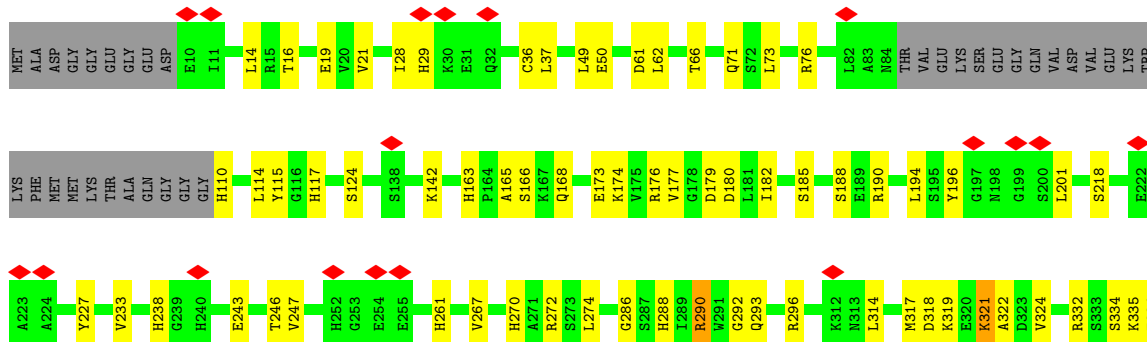 MET ALA ASP GLY GLY GLU GLY GLU ASP E10 I11 L14 R15 T16 E19 V20 V21 I28 H29 K30 E31 Q32 C36 L37 L49 E50 D61 L62 T66 Q71 S72 L73 R76 L82 A83 N84 THR VAL GLU LYS SER GLU GLY GLN VAL ASP VAL GLU LYS TRP
LYS PHE MET MET LYS THR ALA GLN GLY GLY GLY H110 L114 Y115 G116 H117 S124 S138 K142 H163 P164 A165 S166 K167 Q168 E173 K174 V175 R176 V177 G178 D179 D180 L181 I182 S185 S188 E189 R190 L194 S195 Y196 G197 N198 G199 S200 L201 S218 E222
A223 A224 Y227 V233 H238 G239 H240 E243 T246 V247 H252 G253 E254 E255 H261 V267 H270 A271 R272 S273 L274 G286 S287 H288 I289 R290 W291 G292 Q293 R296 K312 N313 L314 M317 D318 K319 E320 K321 A322 D323 V324 R332 S333 S334 K335